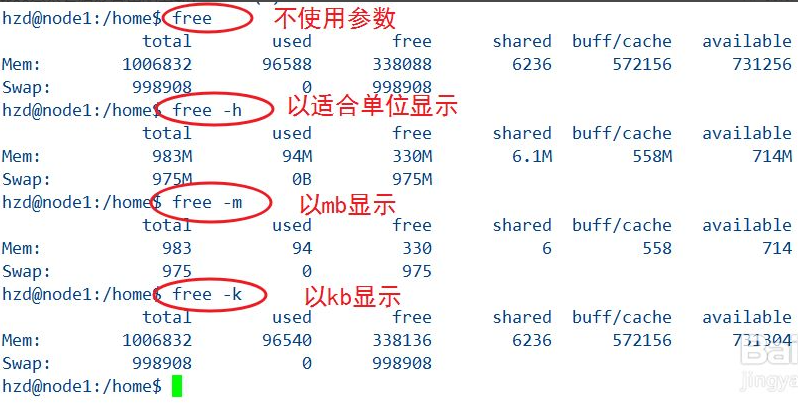 hzd@node1:/home$ free 不使用参数
total used free shared buff/cache available
Mem: 1006832 96588 338088 6236 572156 731256
Swap: 998908 0 998908
hzd@node1:/home$ free -h 以适合单位显示
total used free shared buff/cache available
Mem: 983M 94M 330M 6.1M 558M 714M
Swap: 975M 0B 975M
hzd@node1:/home$ free -m 以mb显示
total used free shared buff/cache available
Mem: 983 94 330 6 558 714
Swap: 975 0 975
hzd@node1:/home$ free -k 以kb显示
total used free shared buff/cache available
Mem: 1006832 96540 338136 6236 572156 731304
Swap: 998908 0 998908
hzd@node1:/home$